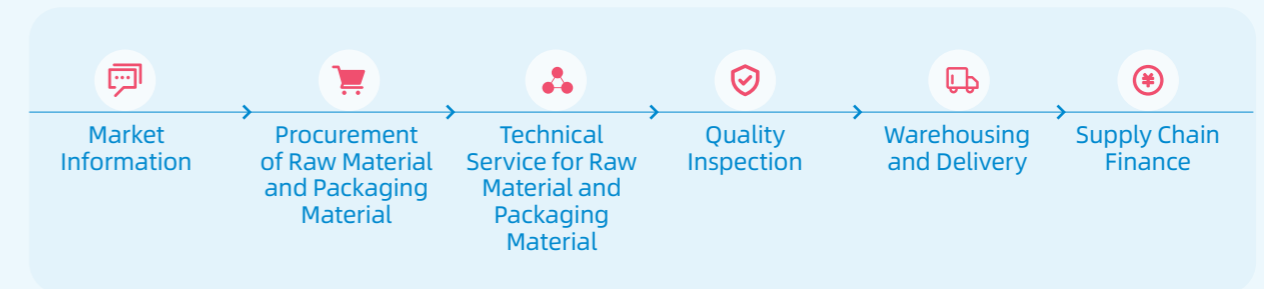 Market
Information
Procurement
of Raw Material
and Packaging
Material
Technical
Service for Raw
Material and
Packaging
Material
Quality
Inspection
Warehousing
and Delivery
Supply Chain
Finance
¥